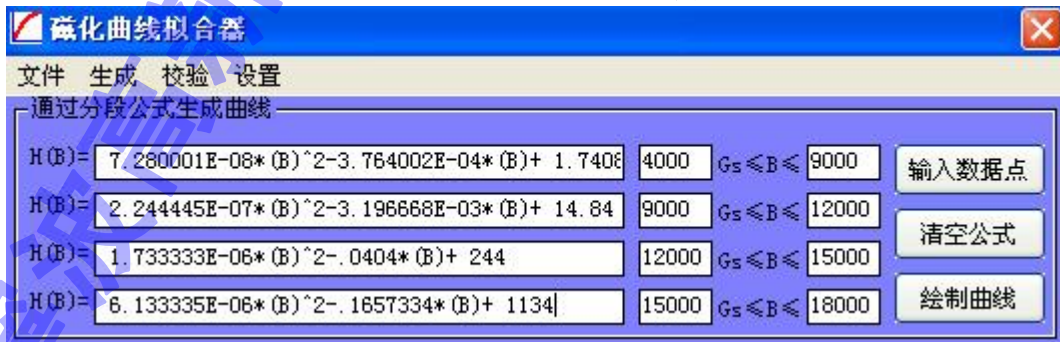 磁化曲线拟合器
文件 生成 校验 设置
通过分段公式生成曲线
H(B)= 7.280001E-08*(B)^2-3.764002E-04*(B)+ 1.7408 4000 Gs≤B≤ 9000 输入数据点
H(B)= 2.244445E-07*(B)^2-3.196668E-03*(B)+ 14.84 9000 Gs≤B≤ 12000 清空公式
H(B)= 1.733333E-06*(B)^2-.0404*(B)+ 244 12000 Gs≤B≤ 15000
H(B)= 6.133335E-06*(B)^2-.1657334*(B)+ 1134 15000 Gs≤B≤ 18000 绘制曲线